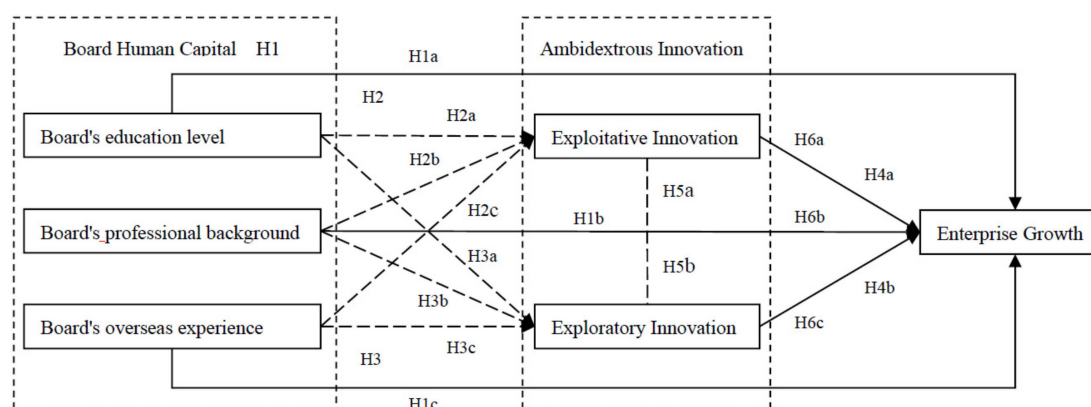 Board Human Capital H1
Ambidextrous Innovation
H1a
H2
Board's education level
H2a
Exploitative Innovation
H6a
H2b
H4a
H5a
H2c
Board's professional background
H1b
H6b
Enterprise Growth
H3a
H5b
H3b
H4b
Board's overseas experience
Exploratory Innovation
H6c
H3c
H3
H1c